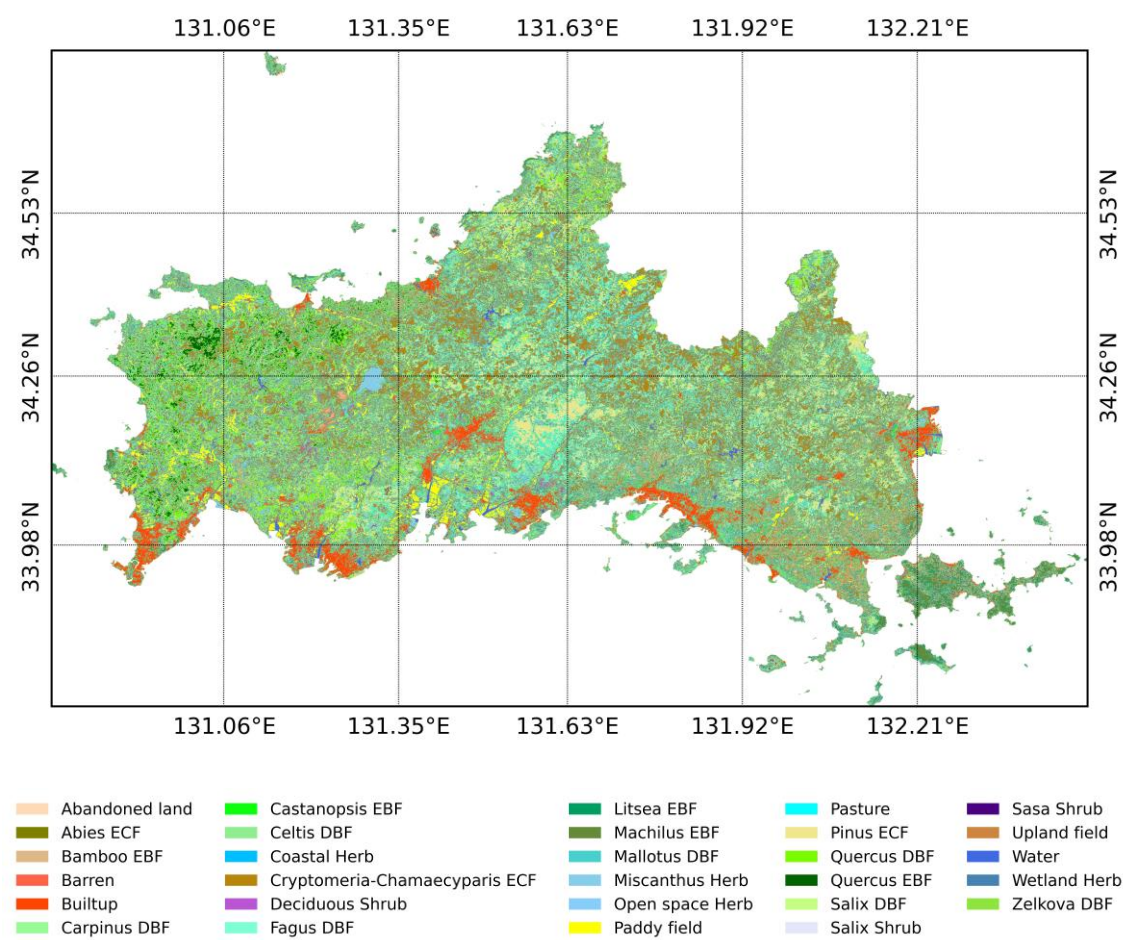 131.06°E 131.35°E 131.63°E 131.92°E 132.21°E
34.53°N 34.53°N
34.26°N 34.26°N
33.98°N 33.98°N
131.06°E 131.35°E 131.63°E 131.92°E 132.21°E
Abandoned land
Abies ECF
Bamboo EBF
Barren
Builtup
Carpinus DBF
Castanopsis EBF
Celtis DBF
Coastal Herb
Cryptomeria-Chamaecyparis ECF
Deciduous Shrub
Fagus DBF
Litsea EBF
Machilus EBF
Mallotus DBF
Miscanthus Herb
Open space Herb
Paddy field
Pasture
Pinus ECF
Quercus DBF
Quercus EBF
Salix DBF
Salix Shrub
Sasa Shrub
Upland field
Water
Wetland Herb
Zelkova DBF